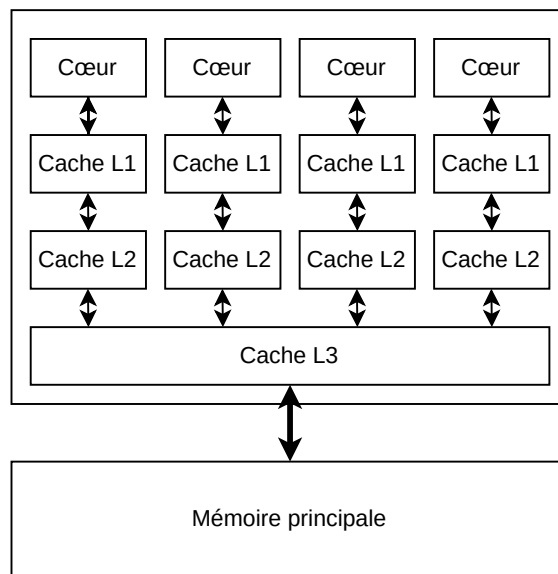 Cœur Cœur Cœur Cœur
Cache L1 Cache L1 Cache L1 Cache L1
Cache L2 Cache L2 Cache L2 Cache L2
Cache L3
Mémoire principale